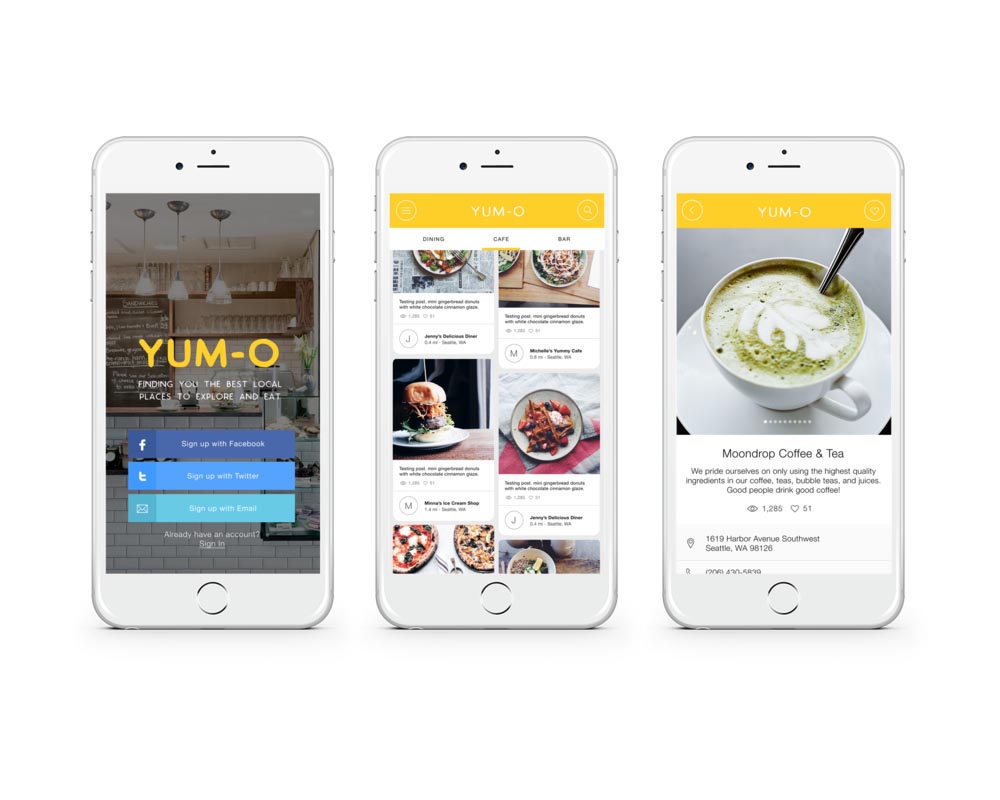 SANDWICHES
YUM-O
FINDING YOU THE BEST LOCAL
PLACES TO EXPLORE AND EAT
Sign up with Facebook
Sign up with Twitter
Sign up with Email
Already have an account?
Sign In
YUM-O
DINING
CAFE
BAR
Testing post. mini gingerbread donuts
with white chocolate cinnamon glaze.
1,285 51
J
Jenny's Delicious Diner
0.4 mi - Seattle, WA
Testing post. mini gingerbread donuts
with white chocolate cinnamon glaze.
1,285 51
M
Minna's Ice Cream Shop
1.4 mi - Seattle, WA
Testing post. mini gingerbread donuts
with white chocolate cinnamon glaze.
1,285 51
M
Michelle's Yummy Cafe
0.8 mi - Seattle, WA
Testing post. mini gingerbread donuts
with white chocolate cinnamon glaze.
1,285 51
J
Jenny's Delicious Diner
0.4 mi - Seattle, WA
YUM-O
Moondrop Coffee & Tea
We pride ourselves on only using the highest quality
ingredients in our coffee, teas, bubble teas, and juices.
Good people drink good coffee!
1,285 51
1619 Harbor Avenue Southwest
Seattle, WA 98126
(206) 430-5839